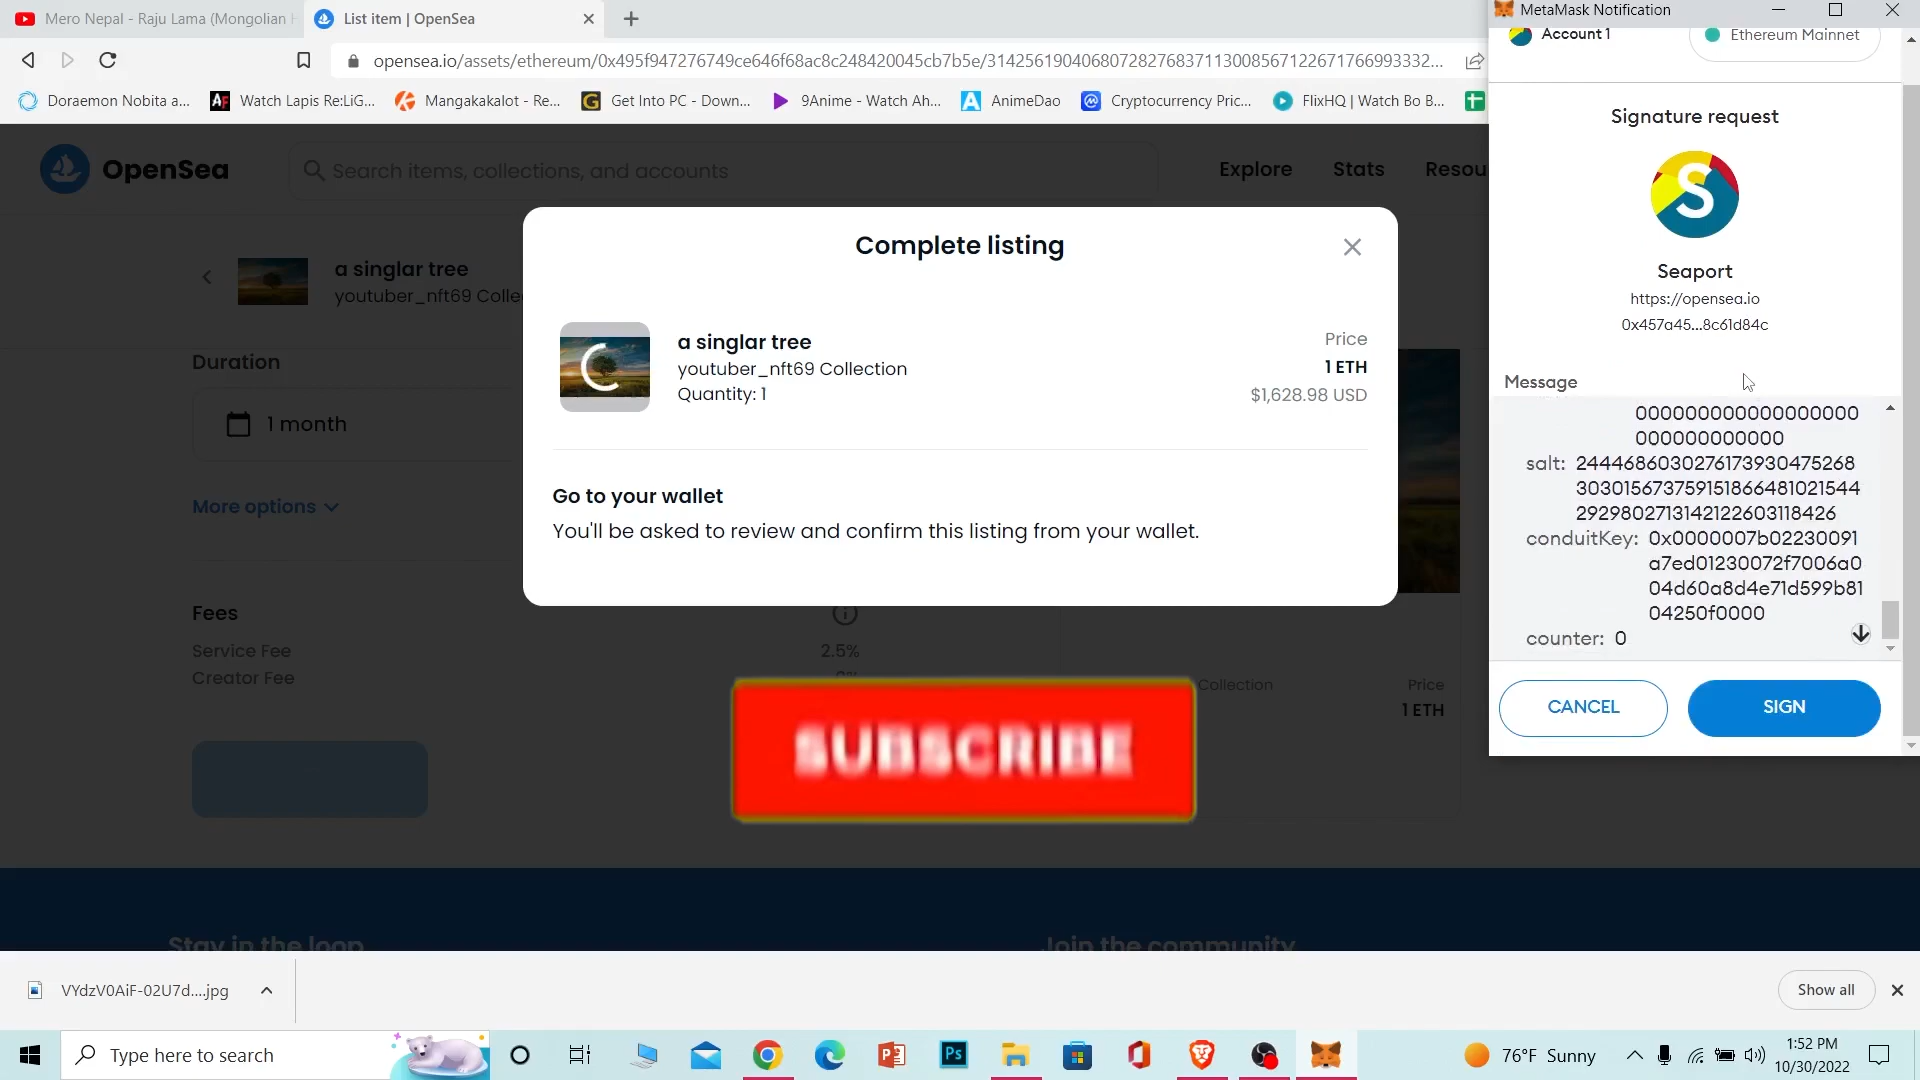 Mero Nepal - Raju Lama (Mongolian
List item | OpenSea
MetaMask Notification
opensea.io/assets/ethereum/0x495f947276749ce646f68ac8c248420045cb7b5e/31425619040680728276837113008567122671766993332...
Account 1
Ethereum Mainnet
Doraemon Nobita a...
Watch Lapis Re:LiG...
Mangakakalot - Re...
Get Into PC - Down...
9Anime - Watch Ah...
AnimeDao
Cryptocurrency Pric...
FlixHQ | Watch Bo B...
OpenSea
Search items, collections, and accounts
Explore
Stats
Resou
Signature request
Seaport
https://opensea.io
0x457a45...8c61d84c
Message
000000000000000000
000000000000
salt: 24446860302761739304752​68
30301567375915186648102154​4
29298027131421226031184​26
conduitKey: 0x0000007b02230091
a7ed01230072f7006a0
04d60a8d4e71d599b81
04250f0000
counter: 0
CANCEL
SIGN
a singlar tree
youtuber_nft69 Colle
Duration
1 month
More options
Fees
Service Fee
2.5%
Creator Fee
Complete listing
a singlar tree
youtuber_nft69 Collection
Quantity: 1
Price
1 ETH
$1,628.98 USD
Go to your wallet
You'll be asked to review and confirm this listing from your wallet.
Collection
Price
1 ETH
SUBSCRIBE
Stay in the loop
Join the community
VYdzV0AiF-02U7d....jpg
Show all
Type here to search
76°F Sunny
1:52 PM
10/30/2022